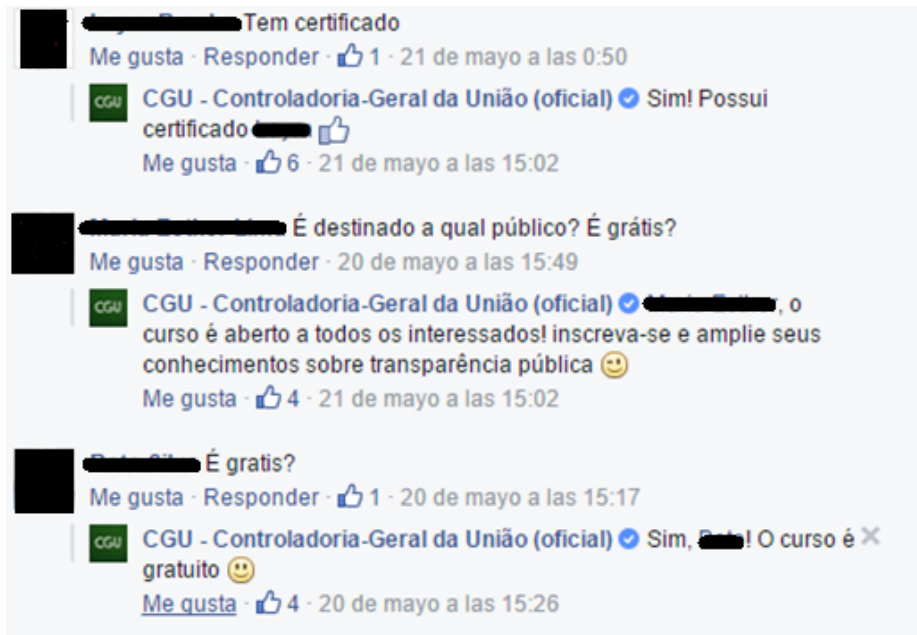 Tem certificado
Me gusta · Responder · 1 · 21 de mayo a las 0:50
CGU
CGU - Controladoria-Geral da União (oficial) Sim! Possui
certificado
Me gusta · 6 · 21 de mayo a las 15:02
É destinado a qual público? É grátis?
Me gusta · Responder · 20 de mayo a las 15:49
CGU
CGU - Controladoria-Geral da União (oficial) , o
curso é aberto a todos os interessados! inscreva-se e amplie seus
conhecimentos sobre transparência pública
Me gusta · 4 · 21 de mayo a las 15:02
É gratis?
Me gusta · Responder · 1 · 20 de mayo a las 15:17
CGU
CGU - Controladoria-Geral da União (oficial) Sim, ! O curso é
gratuito
Me gusta · 4 · 20 de mayo a las 15:26